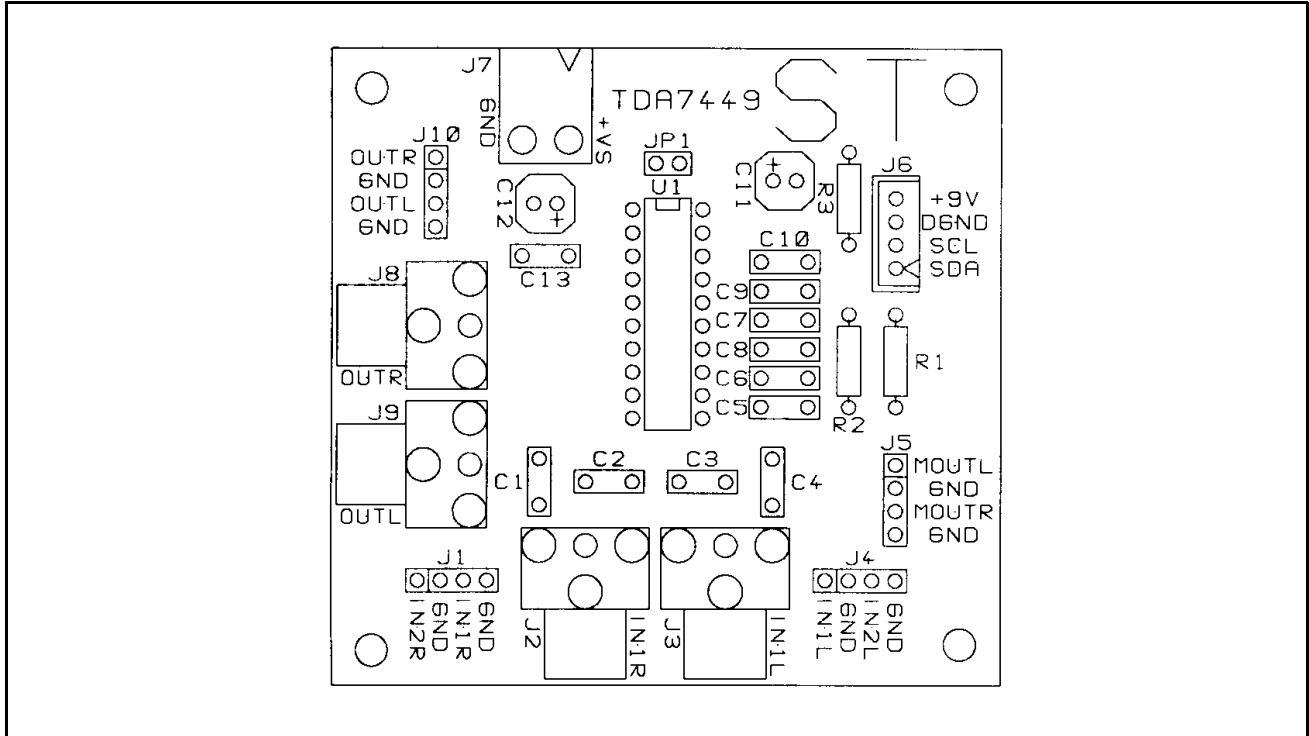 J7
GND
+VS
TDA7449
ST
J10
OUTR
GND
OUTL
GND
JP1
U1
C12
C13
C11
R3
J6
+9V
DGND
SCL
SDA
C10
C9
C7
C8
C6
C5
R2
R1
J8
OUTR
J9
OUTL
C1
C2
C3
C4
J5
MOUTL
GND
MOUTR
GND
J1
IN2R
GND
IN1R
GND
J2
IN1R
J3
IN1L
J4
IN1L
GND
IN2L
GND